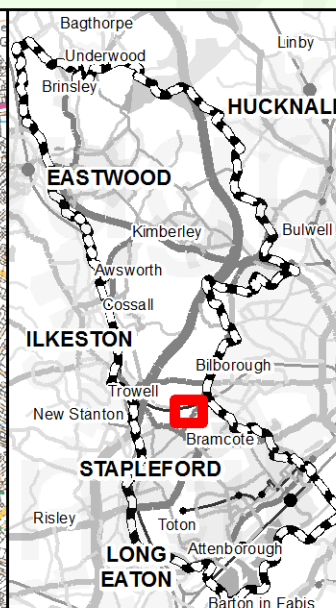 Bagthorpe
Linby
Underwood
Brinsley
HUCKNALL
EASTWOOD
Kimberley
Bulwell
Awsworth
Cossall
ILKESTON
Bilborough
Trowell
New Stanton
Bramcote
STAPLEFORD
Risley
Toton
LONG
EATON
Attenborough
Barton in Fabis